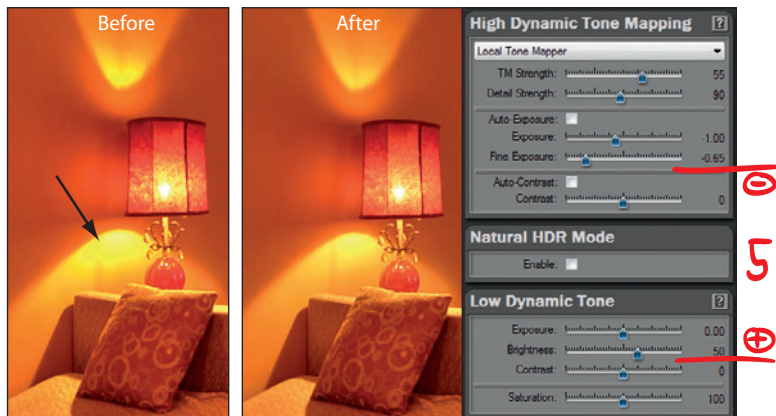 Before
After
High Dynamic Tone Mapping ?
Local Tone Mapper
TM Strength: 55
Detail Strength: 90
Auto-Exposure:
Exposure: -1.00
Fine Exposure: -0.65
Auto-Contrast:
Contrast: 0
Natural HDR Mode
Enable:
Low Dynamic Tone ?
Exposure: 0.00
Brightness: 50
Contrast: 0
Saturation: 100
⊖
5
⊕